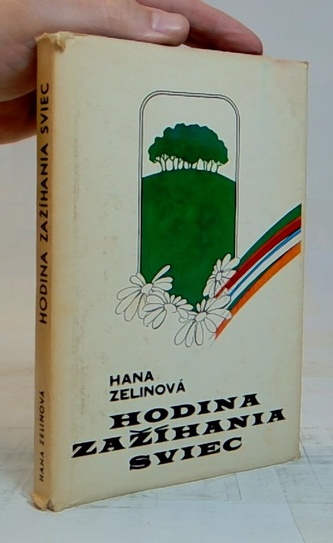 HANA
ZELINOVÁ
HODINA
ZAŽÍHANIA
SVIEC
HANA ZELINOVÁ HODINA ZAŽÍHANIA SVIEC